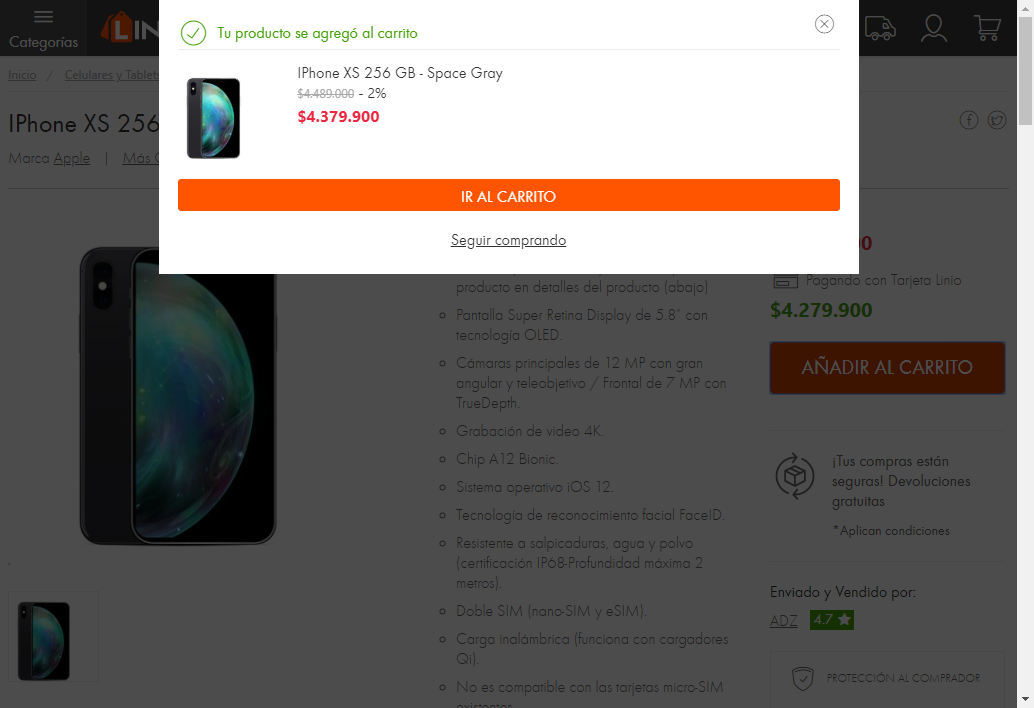 Categorías
LIN
Tu producto se agregó al carrito
IPhone XS 256 GB - Space Gray
$4.489.000 - 2%
$4.379.900
IR AL CARRITO
Seguir comprando
Inicio / Celulares y Tablets
IPhone XS 256
Marca Apple | Más
producto en detalles del producto (abajo)
Pantalla Super Retina Display de 5.8" con
tecnología OLED.
Cámaras principales de 12 MP con gran
angular y teleobjetivo / Frontal de 7 MP con
TrueDepth.
Grabación de video 4K.
Chip A12 Bionic.
Sistema operativo iOS 12.
Tecnología de reconocimiento facial FaceID.
Resistente a salpicaduras, agua y polvo
(certificación IP68-Profundidad máxima 2
metros).
Doble SIM (nano-SIM y eSIM).
Carga inalámbrica (funciona con cargadores
Qi).
No es compatible con las tarjetas micro-SIM
existentes.
0
Pagando con Tarjeta Linio
$4.279.900
AÑADIR AL CARRITO
¡Tus compras están
seguras! Devoluciones
gratuitas
*Aplican condiciones
Enviado y Vendido por:
ADZ 4.7
PROTECCIÓN AL COMPRADOR